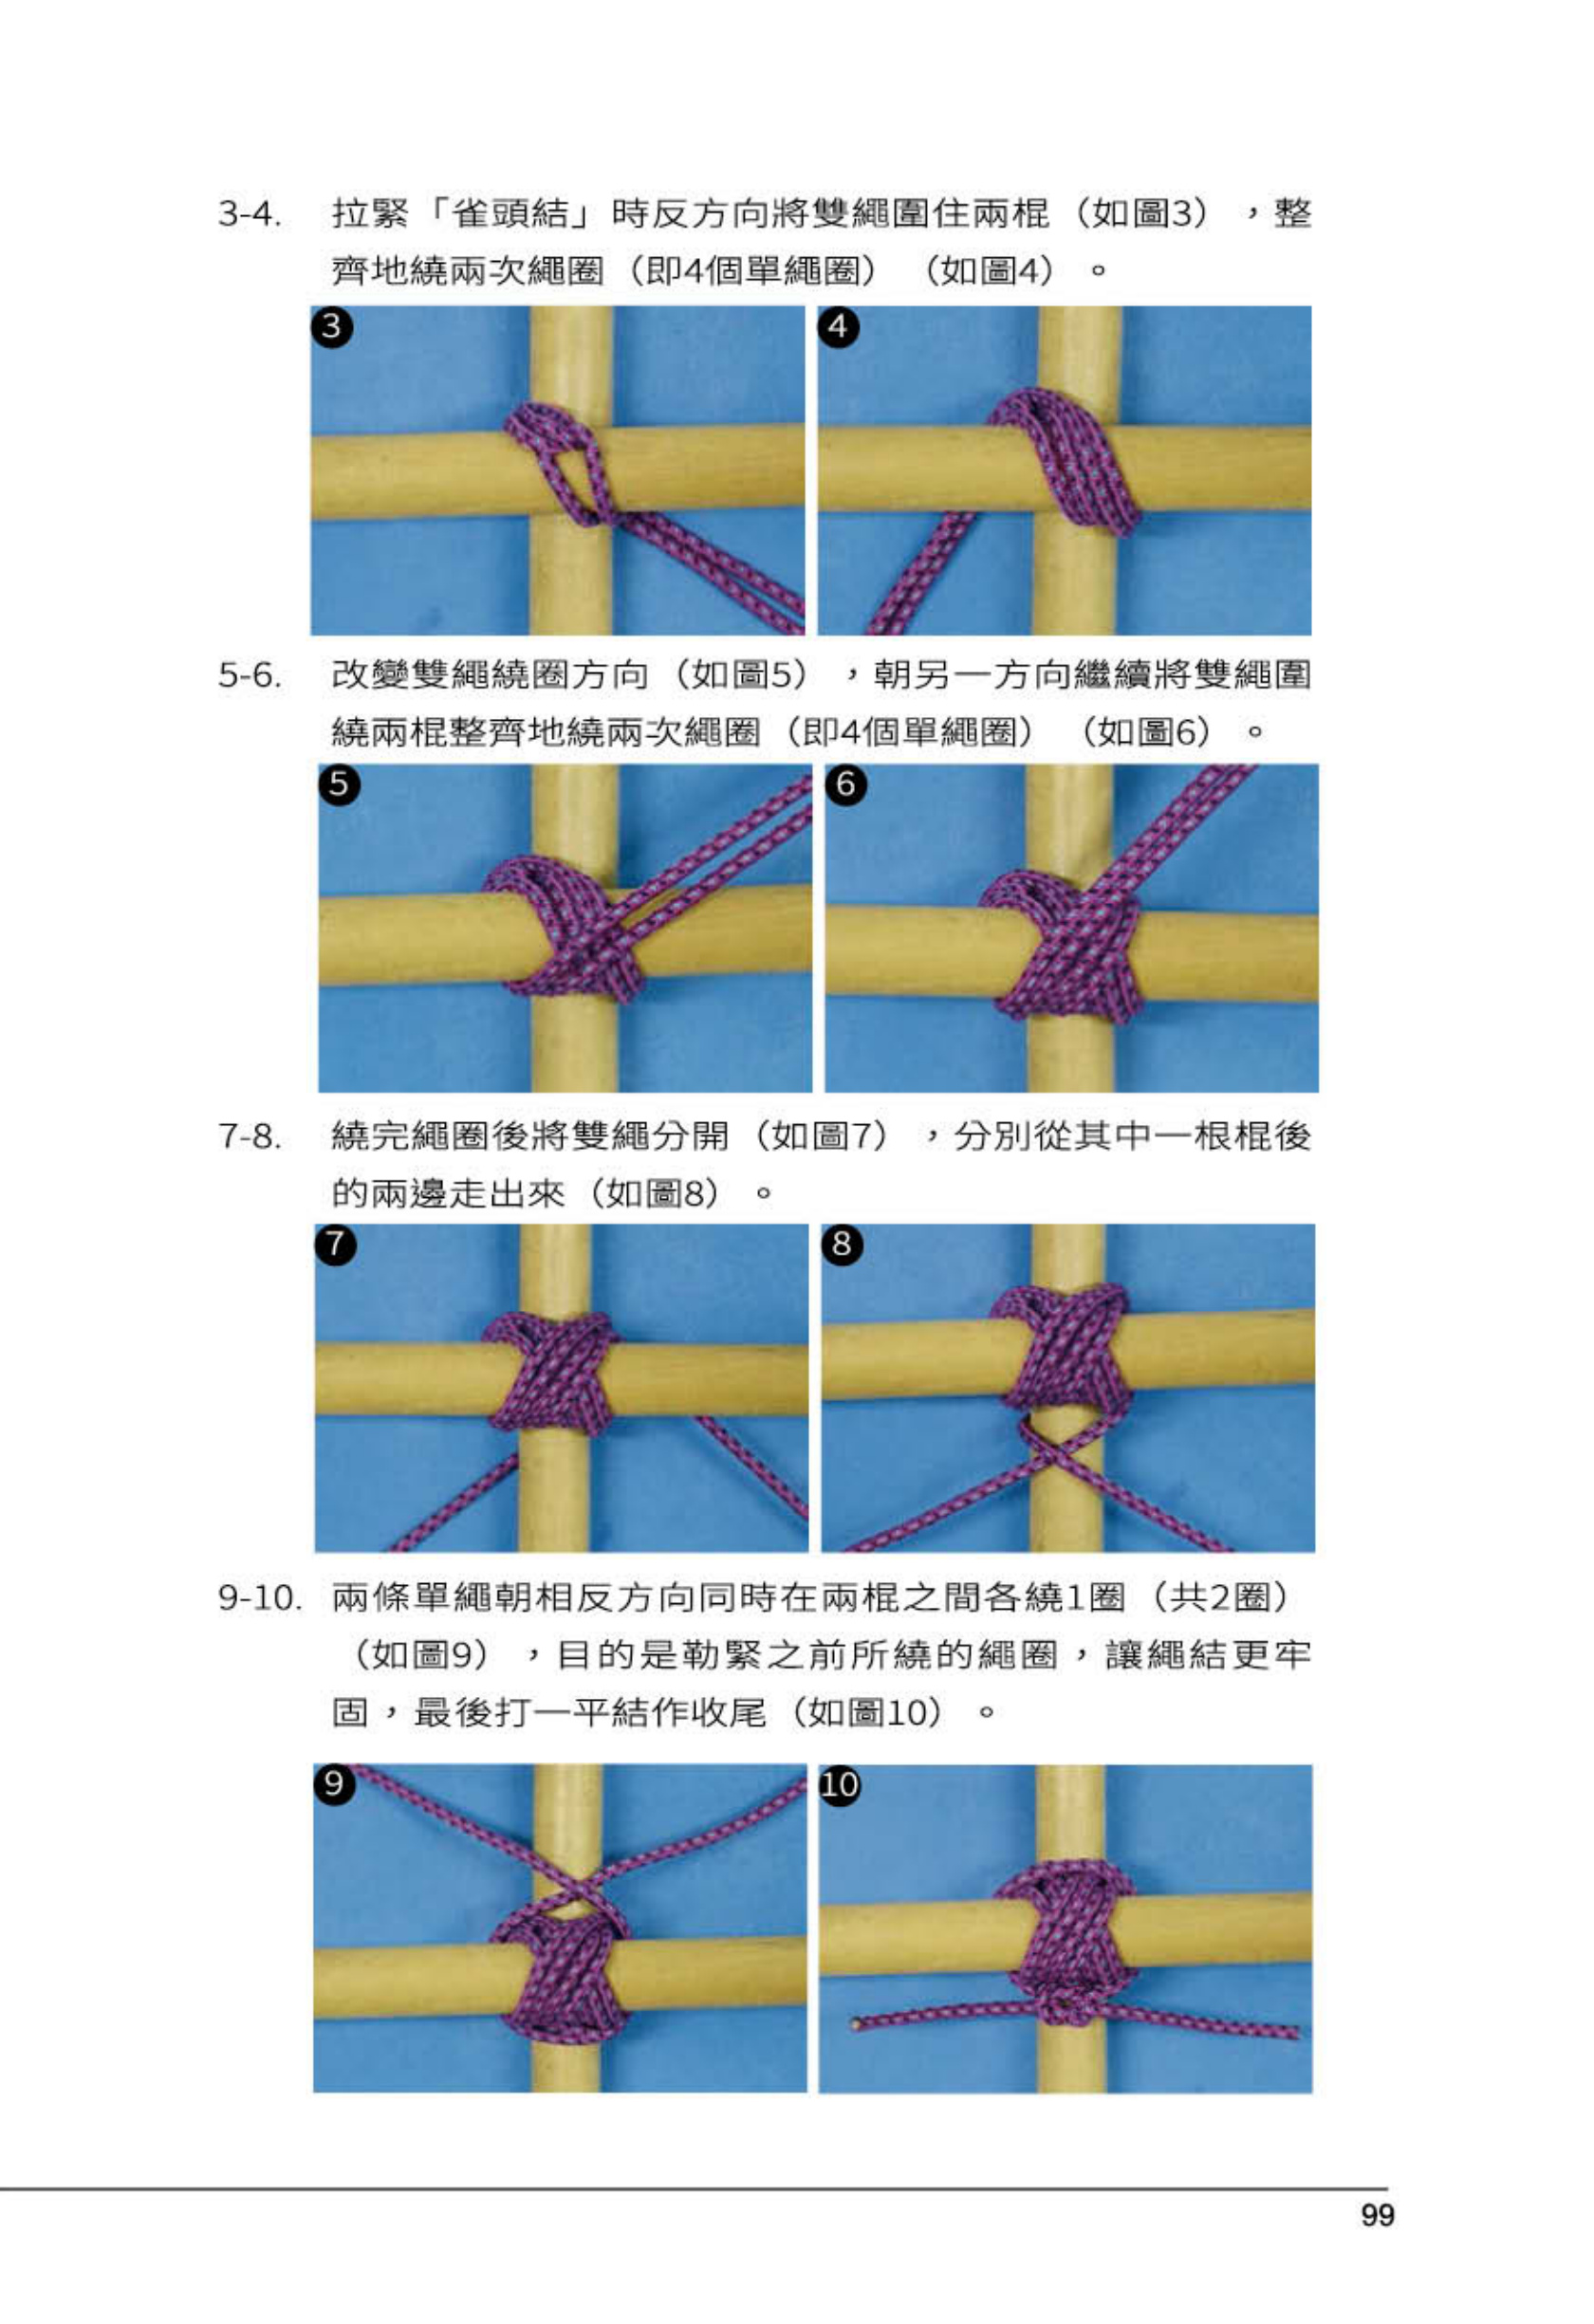 3-4. 拉緊「雀頭結」時反方向將雙繩圍住兩棍（如圖3），整
齊地繞兩次繩圈（即4個單繩圈）（如圖4）。
3 4
5-6. 改變雙繩繞圈方向（如圖5），朝另一方向繼續將雙繩圍
繞兩棍整齊地繞兩次繩圈（即4個單繩圈）（如圖6）。
5 6
7-8. 繞完繩圈後將雙繩分開（如圖7），分別從其中一根棍後
的兩邊走出來（如圖8）。
7 8
9-10. 兩條單繩朝相反方向同時在兩棍之間各繞1圈（共2圈）
（如圖9），目的是勒緊之前所繞的繩圈，讓繩結更牢
固，最後打一平結作收尾（如圖10）。
9 10
99